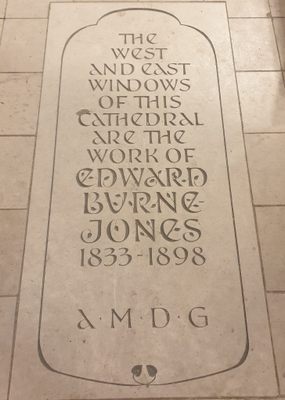 THE
WEST
AND EAST
WINDOWS
OF THIS
CATHEDRAL
ARE THE
WORK OF
EDWARD
BURNE-
JONES
1833-1898
A·M·D·G